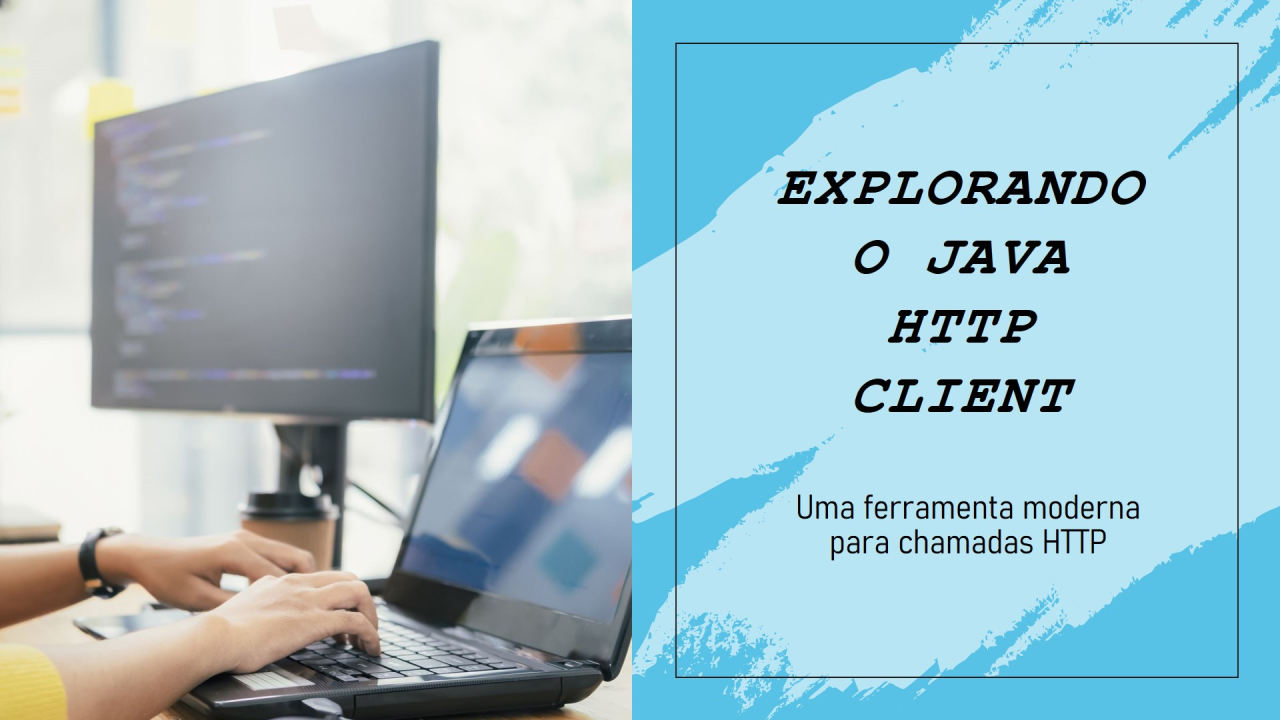 EXPLORANDO
O JAVA
HTTP
CLIENT
Uma ferramenta moderna
para chamadas HTTP